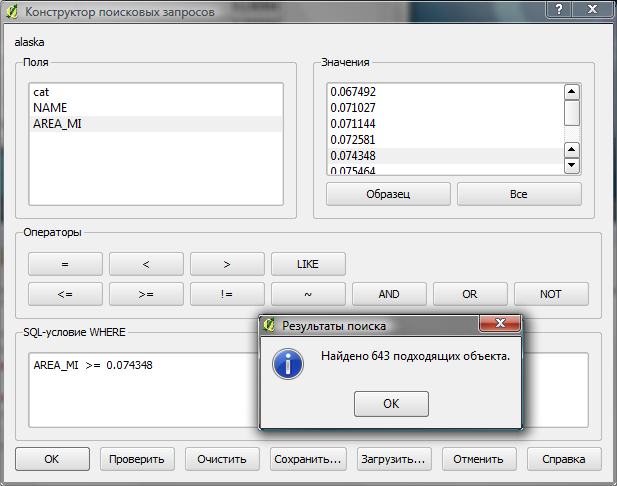 Конструктор поисковых запросов
alaska
Поля
cat
NAME
AREA_MI
Значения
0.067492
0.071027
0.071144
0.072581
0.074348
0.075464
Образец
Все
Операторы
= < > LIKE
<= >= != ~ AND OR NOT
SQL-условие WHERE
AREA_MI >= 0.074348
Результаты поиска
Найдено 643 подходящих объекта.
OK
OK Проверить Очистить Сохранить... Загрузить... Отменить Справка